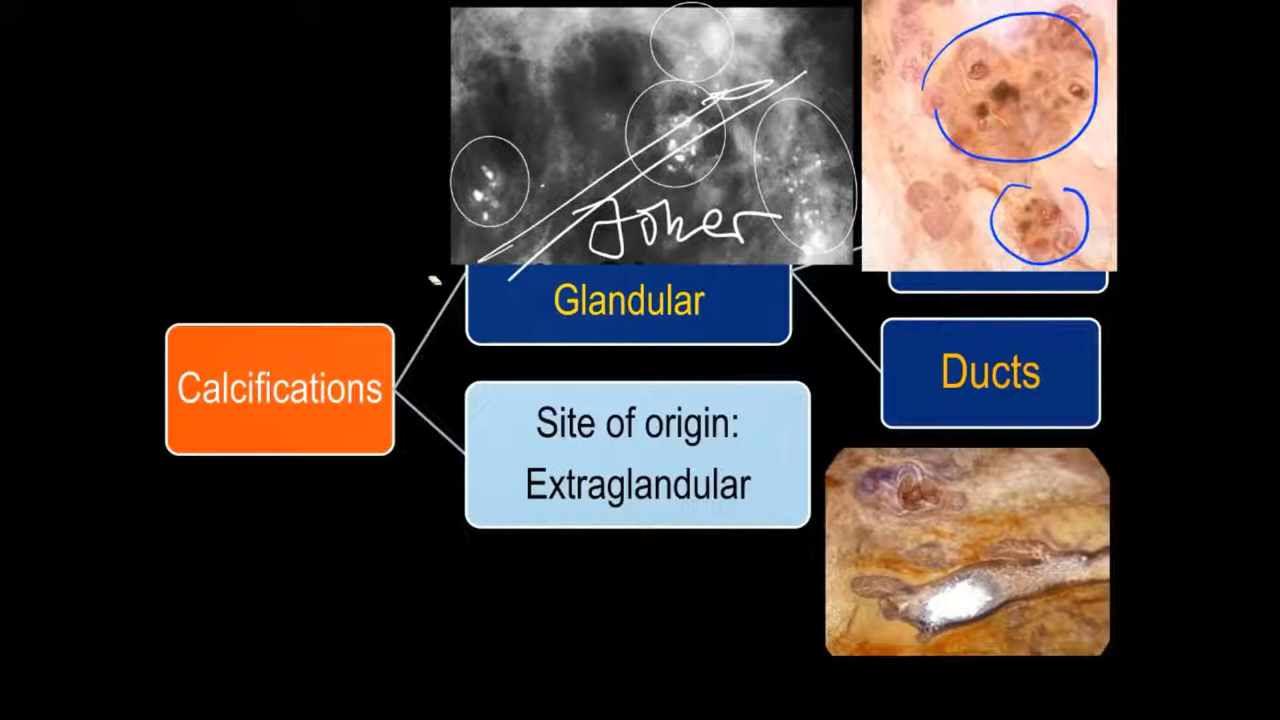 Glandular
Calcifications
Ducts
Site of origin:
Extraglandular